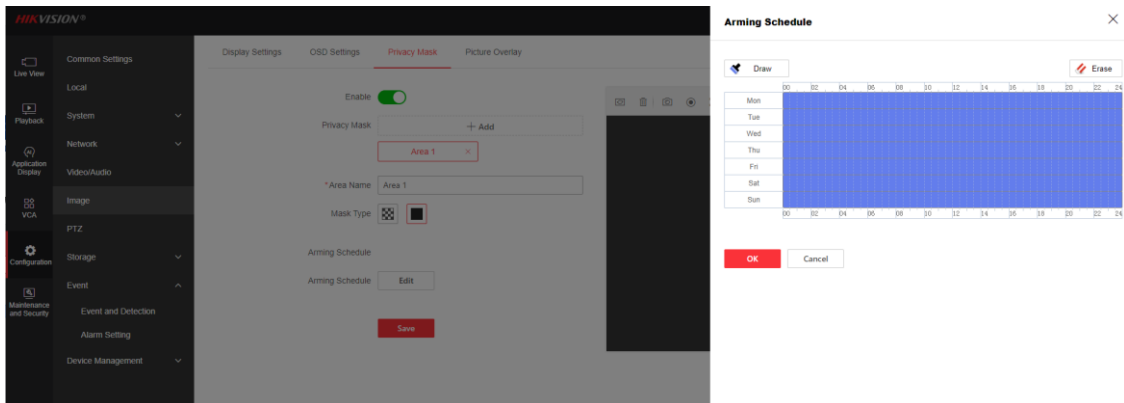 HIKVISION®
Live View
Playback
Application
Display
VCA
Configuration
Maintenance
and Security
Common Settings
Local
System
Network
Video/Audio
Image
PTZ
Storage
Event
Event and Detection
Alarm Setting
Device Management
Display Settings OSD Settings Privacy Mask Picture Overlay
Enable
Privacy Mask + Add
Area 1 ×
*Area Name Area 1
Mask Type
Arming Schedule
Arming Schedule Edit
Save
Arming Schedule
Draw Erase
00 02 04 06 08 10 12 14 16 18 20 22 24
Mon
Tue
Wed
Thu
Fri
Sat
Sun
00 02 04 06 08 10 12 14 16 18 20 22 24
OK Cancel